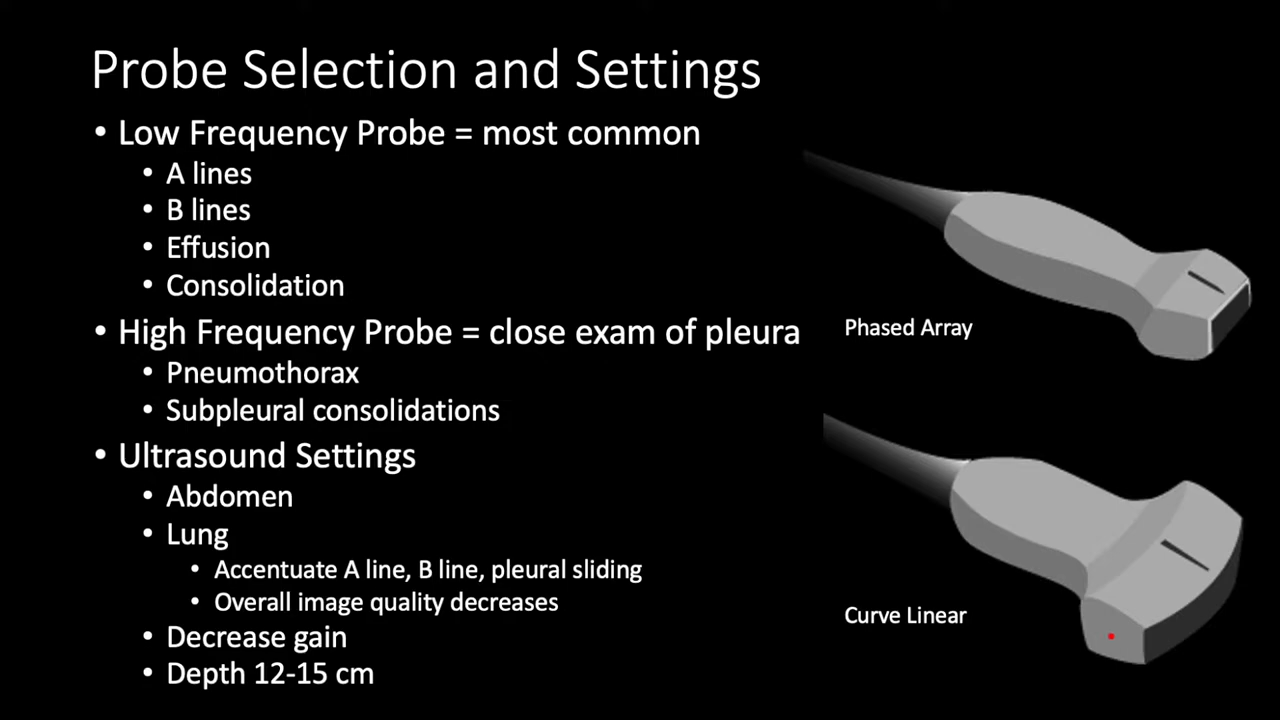 Probe Selection and Settings
• Low Frequency Probe = most common
• A lines
• B lines
• Effusion
• Consolidation
• High Frequency Probe = close exam of pleura
• Pneumothorax
• Subpleural consolidations
• Ultrasound Settings
• Abdomen
• Lung
• Accentuate A line, B line, pleural sliding
• Overall image quality decreases
• Decrease gain
• Depth 12-15 cm
Phased Array
Curve Linear